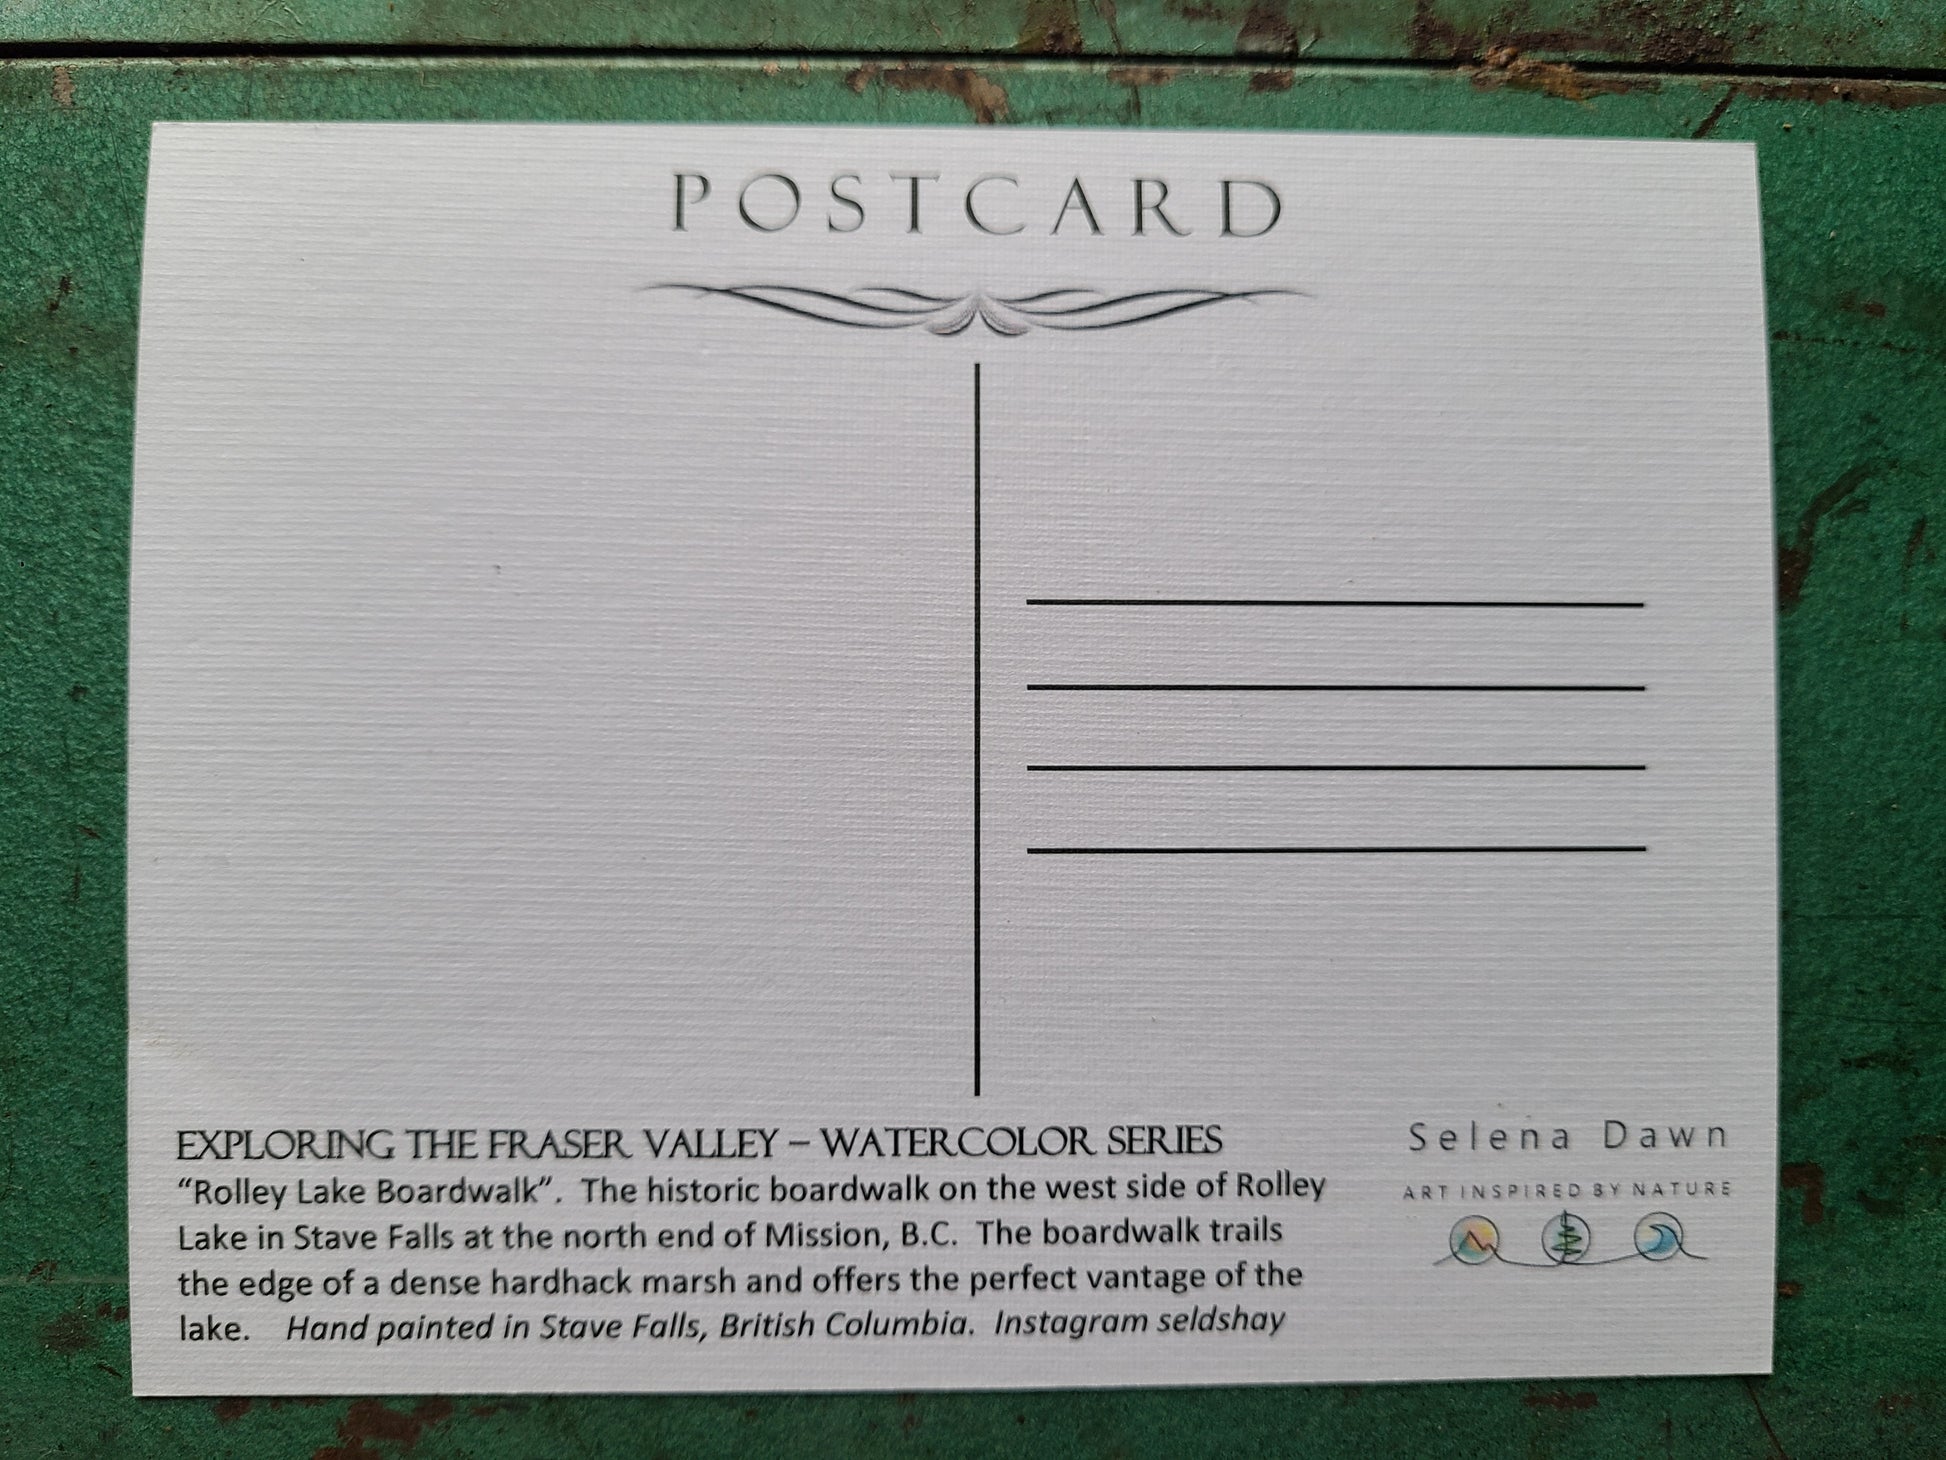 POSTCARD
EXPLORING THE FRASER VALLEY – WATERCOLOR SERIES
“Rolley Lake Boardwalk”.  The historic boardwalk on the west side of Rolley
Lake in Stave Falls at the north end of Mission, B.C.  The boardwalk trails
the edge of a dense hardhack marsh and offers the perfect vantage of the
lake.    Hand painted in Stave Falls, British Columbia.  Instagram seldshay
Selena Dawn
ART INSPIRED BY NATURE